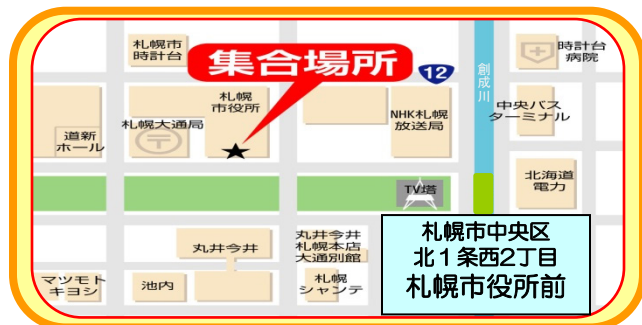 札幌市
時計台
集合場所
12
創成川
時計台
病院
札幌
市役所
札幌大通局
道新
ホール
NHK札幌
放送局
中央バス
ターミナル
TV塔
北海道
電力
丸井今井
丸井今井
札幌本店
大通別館
マツモト
キヨシ
池内
札幌
シャンテ
札幌市中央区
北1条西2丁目
札幌市役所前